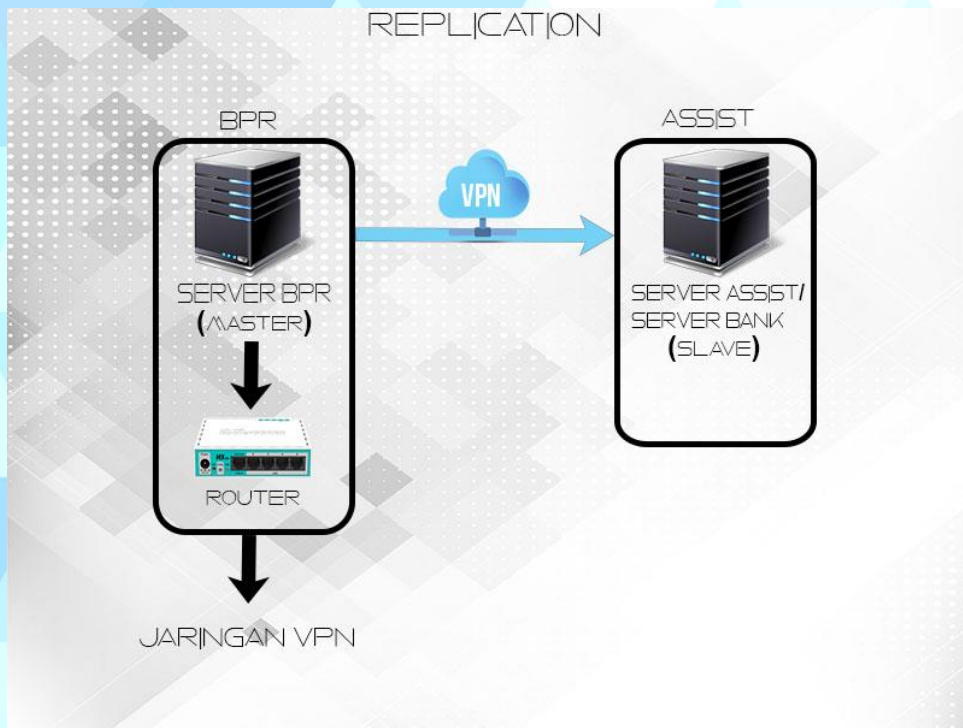 REPLICATION
BPR
ASSIST
VPN
SERVER BPR
(MASTER)
SERVER ASSIST/
SERVER BANK
(SLAVE)
ROUTER
JARINGAN VPN